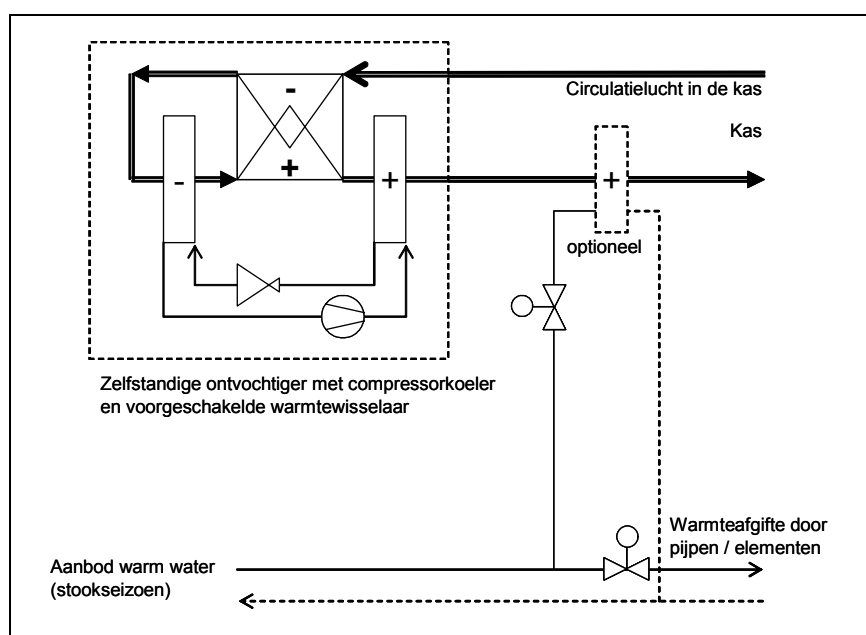 -
Circulatielucht in de kas
Kas
-
+
+
+
optioneel
Zelfstandige ontvochtiger met compressorkoeler
en voorgeschakelde warmtewisselaar
Warmteafgifte door
pijpen / elementen
Aanbod warm water
(stookseizoen)